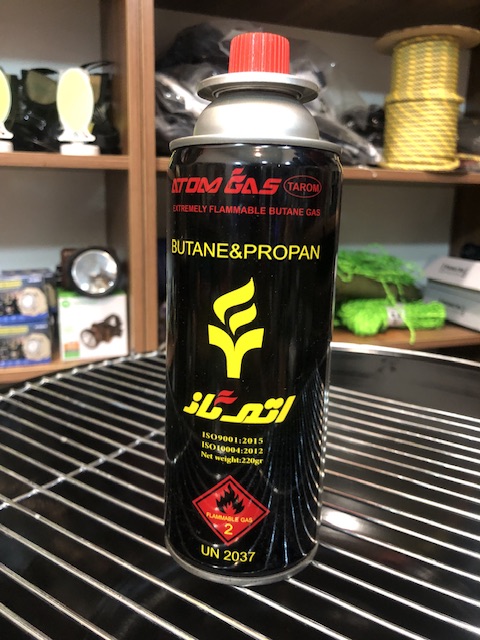 ATOM GAS TAROM
EXTREMELY FLAMMABLE BUTANE GAS
BUTANE&PROPAN
اتم گاز
ISO9001:2015
ISO10004:2012
Net weight:220gr
FLAMMABLE GAS
2
UN 2037